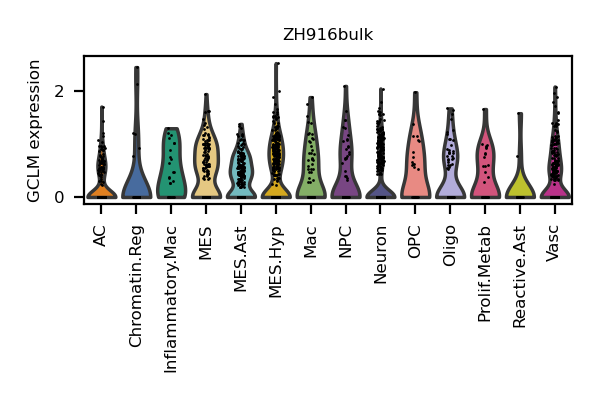 ZH916bulk
GCLM expression
2
0
AC
Chromatin.Reg
Inflammatory.Mac
MES
MES.Ast
MES.Hyp
Mac
NPC
Neuron
OPC
Oligo
Prolif.Metab
Reactive.Ast
Vasc